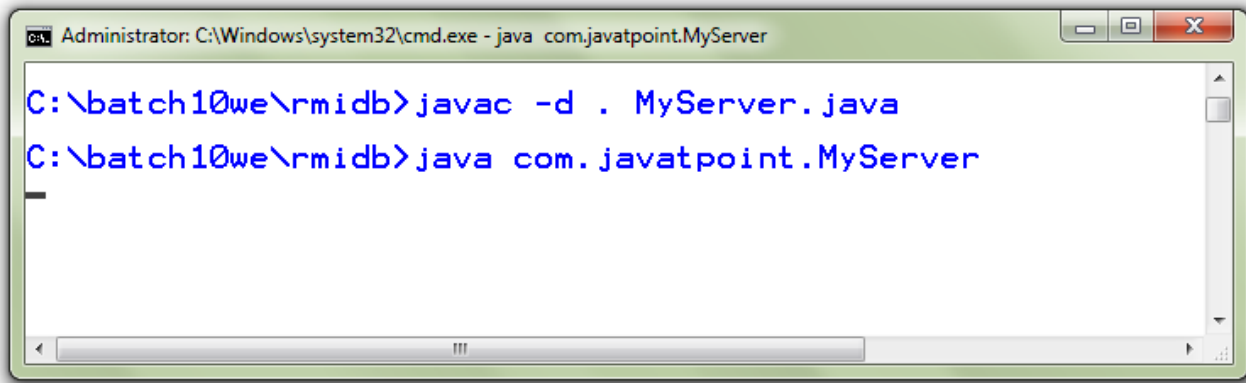 Administrator: C:\Windows\system32\cmd.exe - java  com.javatpoint.MyServer
C:\batch10we\rmidb>javac -d . MyServer.java
C:\batch10we\rmidb>java com.javatpoint.MyServer